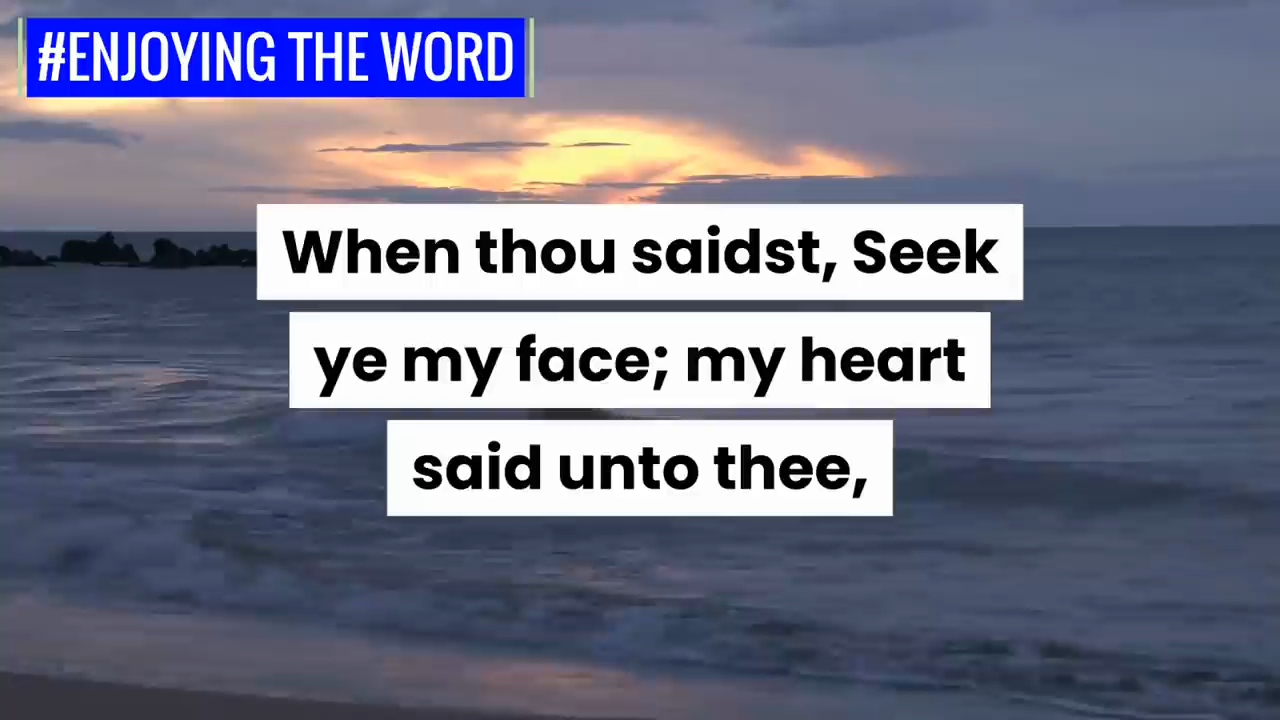 #ENJOYING THE WORD
When thou saidst, Seek
ye my face; my heart
said unto thee,